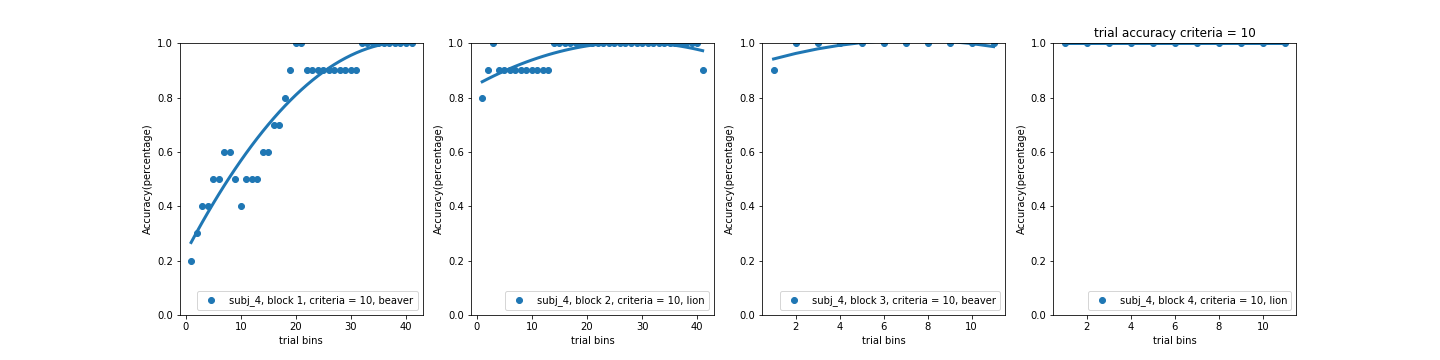 trial accuracy criteria = 10
1.0
0.8
0.6
0.4
0.2
0.0
Accuracy(percentage)
0 10 20 30 40
trial bins
subj_4, block 1, criteria = 10, beaver
1.0
0.8
0.6
0.4
0.2
0.0
Accuracy(percentage)
0 10 20 30 40
trial bins
subj_4, block 2, criteria = 10, lion
1.0
0.8
0.6
0.4
0.2
0.0
Accuracy(percentage)
2 4 6 8 10
trial bins
subj_4, block 3, criteria = 10, beaver
1.0
0.8
0.6
0.4
0.2
0.0
Accuracy(percentage)
2 4 6 8 10
trial bins
subj_4, block 4, criteria = 10, lion